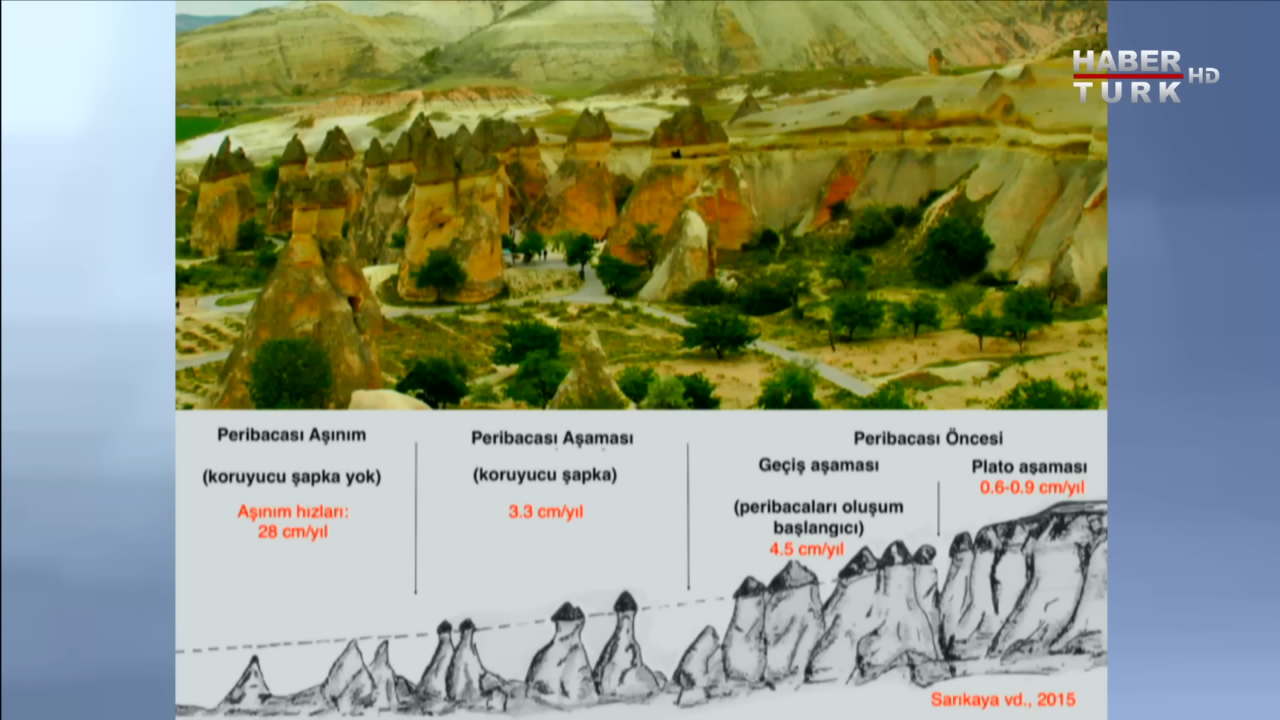 HABER
TURK HD
Peribacası Aşınım
(koruyucu şapka yok)
Aşınım hızları:
28 cm/yıl
Peribacası Aşaması
(koruyucu şapka)
3.3 cm/yıl
Peribacası Öncesi
Geçiş aşaması
(peribacaları oluşum
başlangıcı)
4.5 cm/yıl
Plato aşaması
0.6-0.9 cm/yıl
Sarıkaya vd., 2015